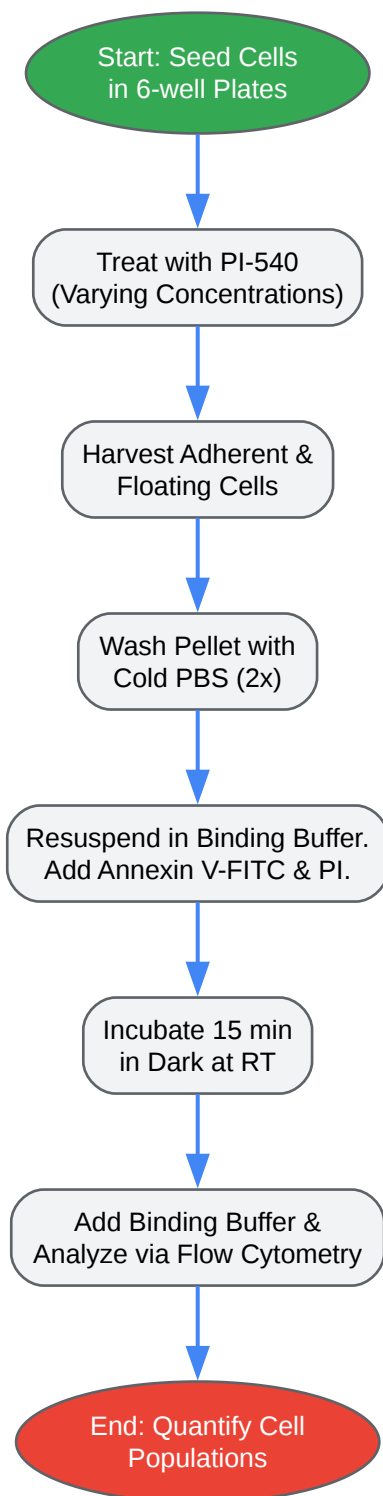 Start: Seed Cells
in 6-well Plates
Treat with PI-540
(Varying Concentrations)
Harvest Adherent &
Floating Cells
Wash Pellet with
Cold PBS (2x)
Resuspend in Binding Buffer.
Add Annexin V-FITC & PI.
Incubate 15 min
in Dark at RT
Add Binding Buffer &
Analyze via Flow Cytometry
End: Quantify Cell
Populations